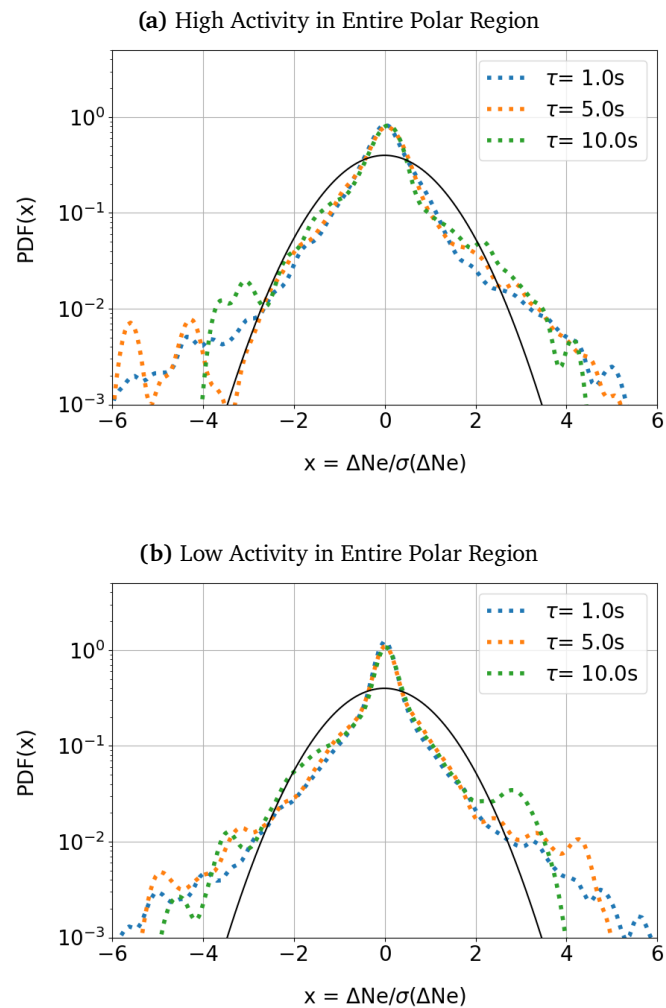 (a) High Activity in Entire Polar Region
τ= 1.0s
τ= 5.0s
τ= 10.0s
10⁰
10⁻¹
10⁻²
10⁻³
PDF(x)
−6 −4 −2 0 2 4 6
x = ΔNe/σ(ΔNe)
(b) Low Activity in Entire Polar Region
τ= 1.0s
τ= 5.0s
τ= 10.0s
10⁰
10⁻¹
10⁻²
10⁻³
PDF(x)
−6 −4 −2 0 2 4 6
x = ΔNe/σ(ΔNe)